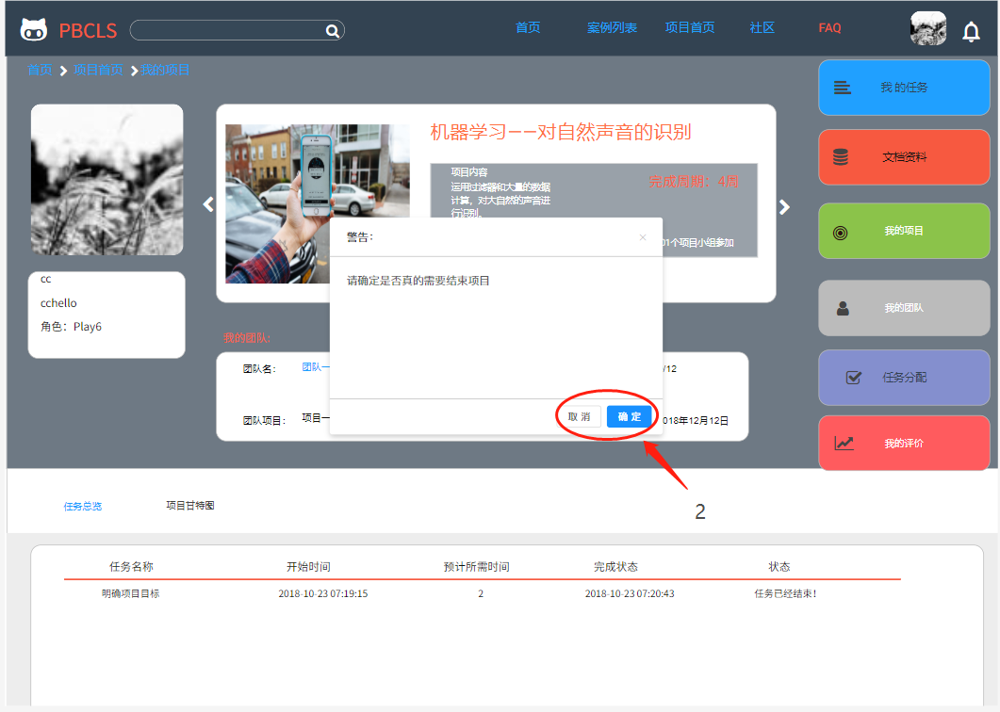 PBCLS
首页
案例列表
项目首页
社区
FAQ
首页
项目首页
我的项目
我的任务
文档资料
我的项目
我的团队
任务分配
我的评价
机器学习——对自然声音的识别
项目内容
运用过滤器和大量的数据
计算，对大自然的声音进
行识别。
完成周期：4周
01个项目小组参加
cc
cchello
角色：Play6
警告：
请确定是否真的需要结束项目
取 消
确 定
2
我的团队:
团队名：
团队一
/12
团队项目：
项目一
018年12月12日
任务总览
项目甘特图
任务名称
开始时间
预计所需时间
完成状态
状态
明确项目目标
2018-10-23 07:19:15
2
2018-10-23 07:20:43
任务已经结束！